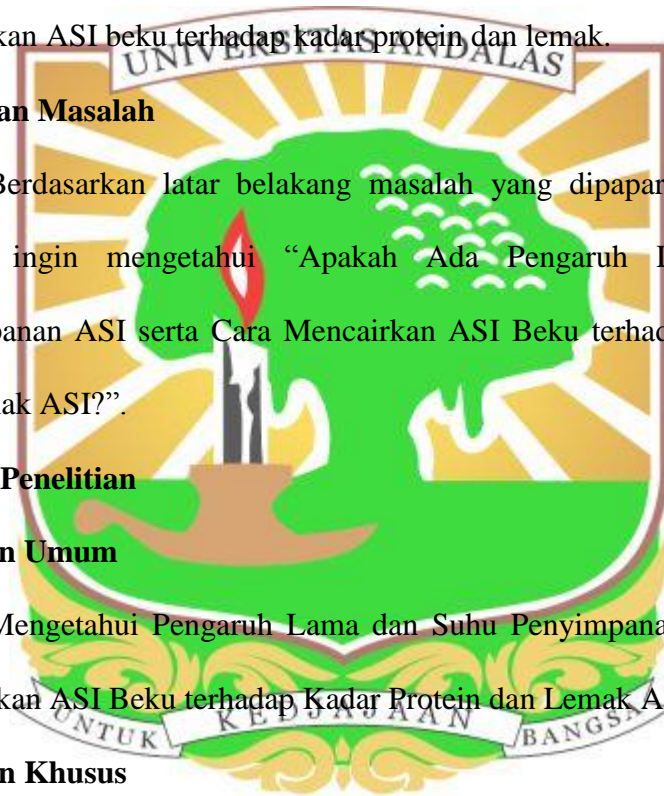 kan ASI beku terhadap kadar protein dan lemak.
UNIVERSITAS ANDALAS
an Masalah
Berdasarkan latar belakang masalah yang dipapar
ingin mengetahui “Apakah Ada Pengaruh
panan ASI serta Cara Mencairkan ASI Beku terhad
ak ASI?”.
Penelitian
n Umum
Mengetahui Pengaruh Lama dan Suhu Penyimpana
kan ASI Beku terhadap Kadar Protein dan Lemak A
UNTUK KEDJAJAAN BANGSA
n Khusus